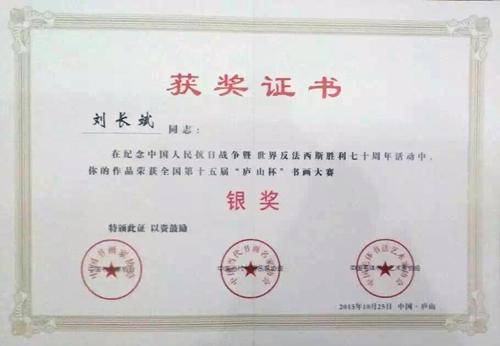 获奖证书
刘长斌 同志:
在纪念中国人民抗日战争暨世界反法西斯胜利七十周年活动中,
你的作品荣获全国第十五届“庐山杯”书画大赛
银奖
特颁此证 以资鼓励
2015年10月25日 中国·庐山